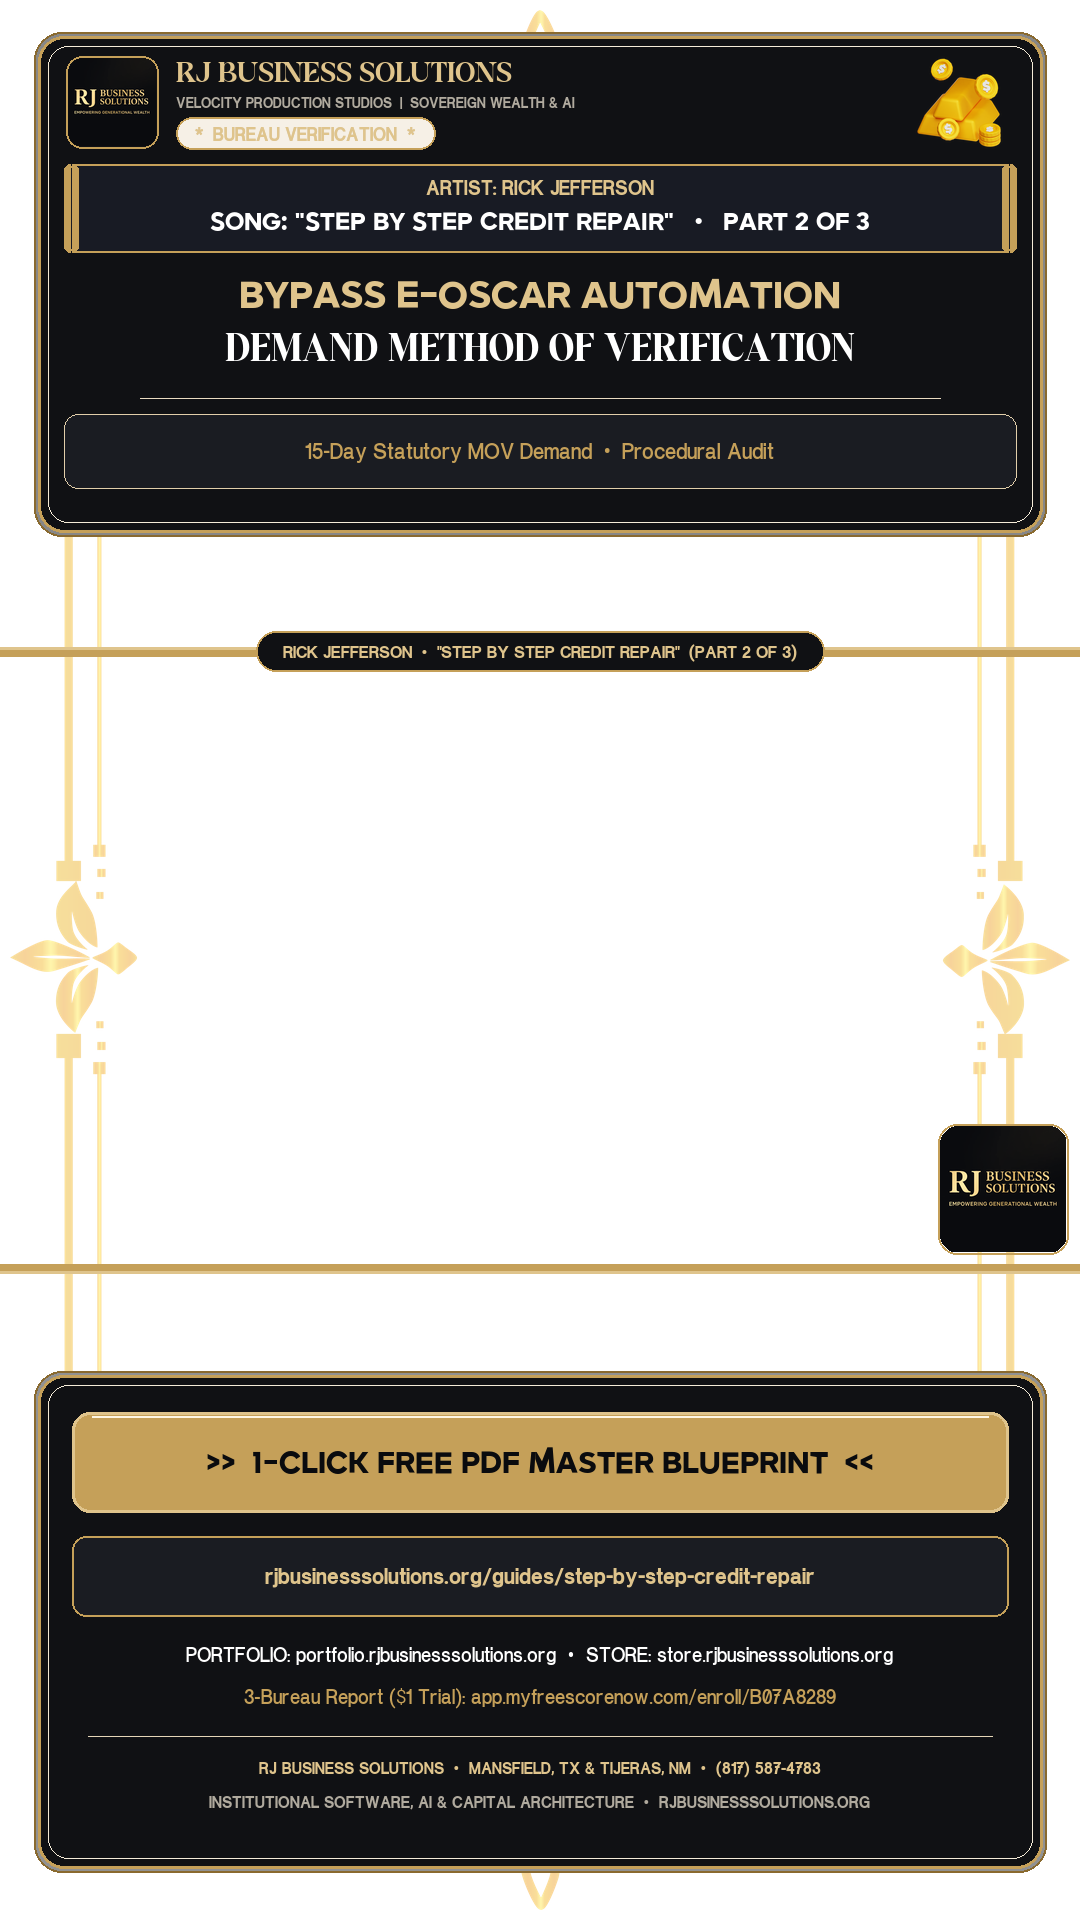 RJ BUSINESS SOLUTIONS
EMPOWERING GENERATIONAL WEALTH
RJ BUSINESS SOLUTIONS
VELOCITY PRODUCTION STUDIOS | SOVEREIGN WEALTH & AI
* BUREAU VERIFICATION *
ARTIST: RICK JEFFERSON
SONG: "STEP BY STEP CREDIT REPAIR" • PART 2 OF 3
BYPASS E-OSCAR AUTOMATION
DEMAND METHOD OF VERIFICATION
15-Day Statutory MOV Demand • Procedural Audit
RICK JEFFERSON • "STEP BY STEP CREDIT REPAIR" (PART 2 OF 3)
RJ BUSINESS SOLUTIONS
EMPOWERING GENERATIONAL WEALTH
>> 1-CLICK FREE PDF MASTER BLUEPRINT <<
rjbusinesssolutions.org/guides/step-by-step-credit-repair
PORTFOLIO: portfolio.rjbusinesssolutions.org • STORE: store.rjbusinesssolutions.org
3-Bureau Report ($1 Trial): app.myfreescorenow.com/enroll/B07A8289
RJ BUSINESS SOLUTIONS • MANSFIELD, TX & TIJERAS, NM • (817) 587-4783
INSTITUTIONAL SOFTWARE, AI & CAPITAL ARCHITECTURE • RJBUSINESSSOLUTIONS.ORG